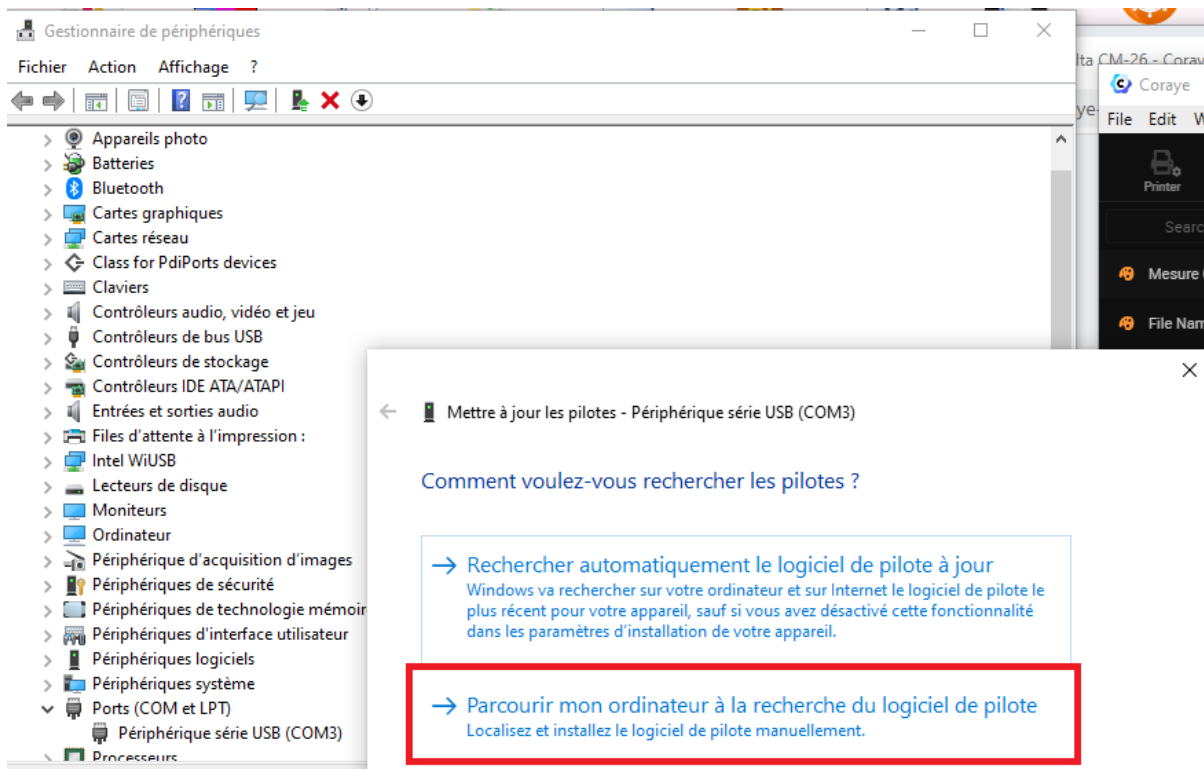 Gestionnaire de périphériques
Fichier Action Affichage ?
Appareils photo
Batteries
Bluetooth
Cartes graphiques
Cartes réseau
Class for PdiPorts devices
Claviers
Contrôleurs audio, vidéo et jeu
Contrôleurs de bus USB
Contrôleurs de stockage
Contrôleurs IDE ATA/ATAPI
Entrées et sorties audio
Files d'attente à l'impression :
Intel WiUSB
Lecteurs de disque
Moniteurs
Ordinateur
Périphérique d'acquisition d'images
Périphériques de sécurité
Périphériques de technologie mémoir
Périphériques d'interface utilisateur
Périphériques logiciels
Périphériques système
Ports (COM et LPT)
Périphérique série USB (COM3)
Processeurs
Mettre à jour les pilotes - Périphérique série USB (COM3)
Comment voulez-vous rechercher les pilotes ?
Rechercher automatiquement le logiciel de pilote à jour
Windows va rechercher sur votre ordinateur et sur Internet le logiciel de pilote le
plus récent pour votre appareil, sauf si vous avez désactivé cette fonctionnalité
dans les paramètres d'installation de votre appareil.
Parcourir mon ordinateur à la recherche du logiciel de pilote
Localisez et installez le logiciel de pilote manuellement.
lta CM-26 - Coray
Coraye
ye-
File Edit W
Printer
Searc
Mesure
File Nam